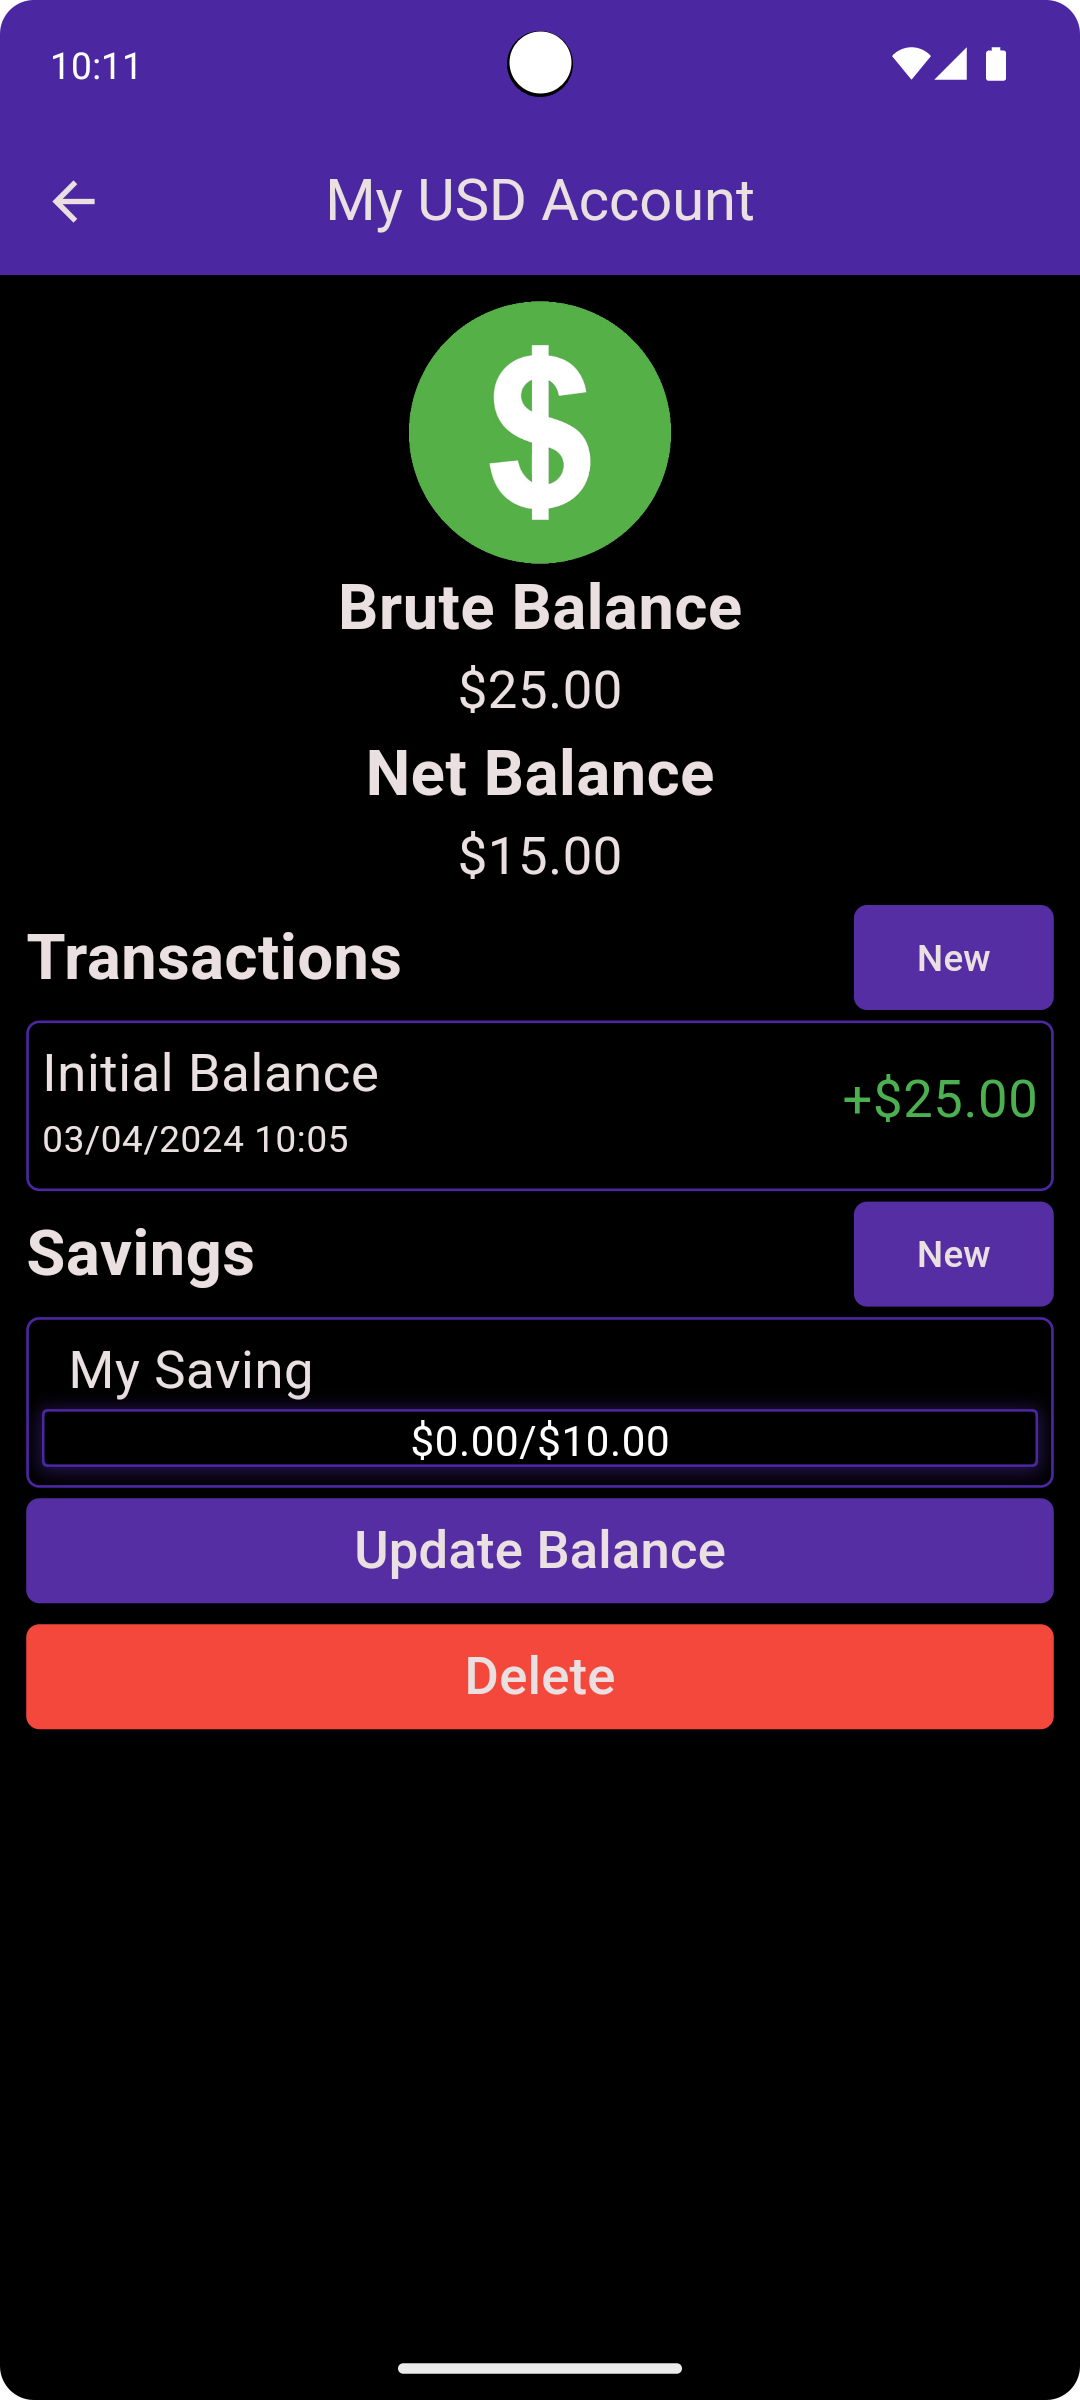 10:11
My USD Account
$
Brute Balance
$25.00
Net Balance
$15.00
Transactions
New
Initial Balance
+$25.00
03/04/2024 10:05
Savings
New
My Saving
$0.00/$10.00
Update Balance
Delete